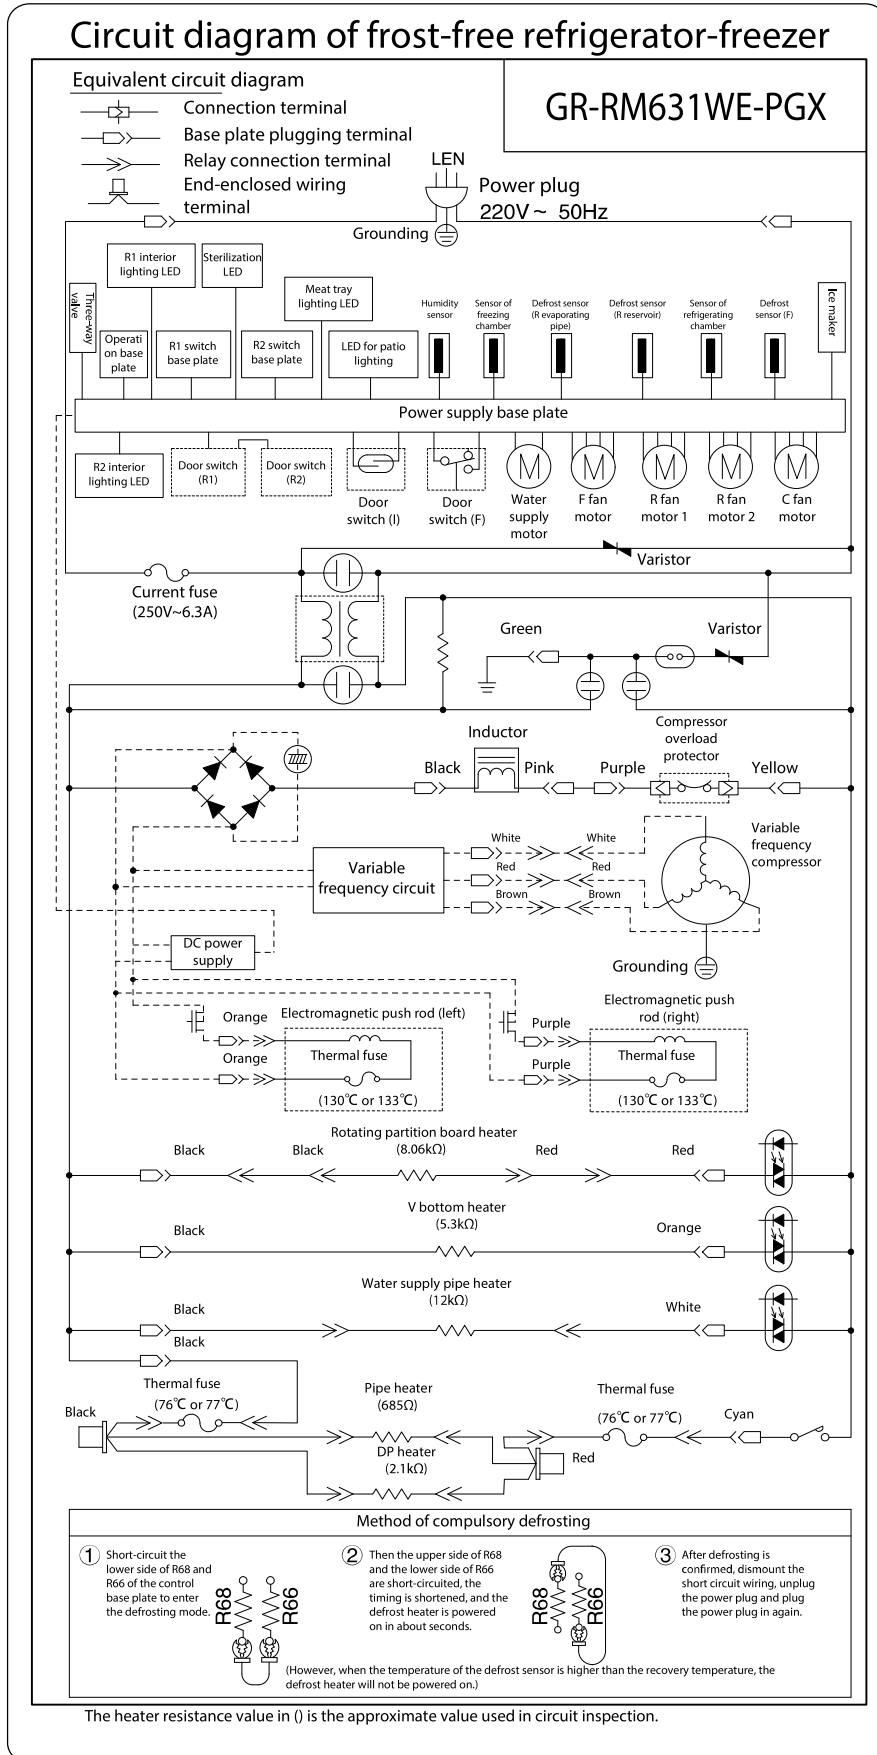 Circuit diagram of frost-free refrigerator-freezer
Equivalent circuit diagram
Connection terminal
Base plate plugging terminal
Relay connection terminal
End-enclosed wiring
terminal
GR-RM631WE-PGX
LEN
Power plug
220V ~ 50Hz
Grounding
R1 interior
lighting LED
Sterilization
LED
Meat tray
lighting LED
Three-way
valve
Operati
on base
plate
R1 switch
base plate
R2 switch
base plate
LED for patio
lighting
Humidity
sensor
Sensor of
freezing
chamber
Defrost sensor
(R evaporating
pipe)
Defrost sensor
(R reservoir)
Sensor of
refrigerating
chamber
Defrost
sensor (F)
Ice maker
Power supply base plate
R2 interior
lighting LED
Door switch
(R1)
Door switch
(R2)
Door
switch (I)
Door
switch (F)
M
Water
supply
motor
M
F fan
motor
M
R fan
motor 1
M
R fan
motor 2
M
C fan
motor
Varistor
Current fuse
(250V~6.3A)
Green
Varistor
Inductor
Compressor
overload
protector
Black
Pink
Purple
Yellow
Variable
frequency circuit
White
White
Red
Red
Brown
Brown
Variable
frequency
compressor
DC power
supply
Grounding
Orange
Electromagnetic push rod (left)
Orange
Thermal fuse
(130℃ or 133℃)
Electromagnetic push
rod (right)
Purple
Purple
Thermal fuse
(130℃ or 133℃)
Rotating partition board heater
(8.06kΩ)
Black
Black
Red
Red
V bottom heater
(5.3kΩ)
Black
Orange
Water supply pipe heater
(12kΩ)
Black
White
Black
Thermal fuse
(76℃ or 77℃)
Black
Pipe heater
(685Ω)
DP heater
(2.1kΩ)
Thermal fuse
(76℃ or 77℃)
Cyan
Red
Method of compulsory defrosting
① Short-circuit the
lower side of R68 and
R66 of the control
base plate to enter
the defrosting mode.
R68
R66
② Then the upper side of R68
and the lower side of R66
are short-circuited, the
timing is shortened, and the
defrost heater is powered
on in about seconds.
R68
R66
③ After defrosting is
confirmed, dismount the
short circuit wiring, unplug
the power plug and plug
the power plug in again.
(However, when the temperature of the defrost sensor is higher than the recovery temperature, the
defrost heater will not be powered on.)
The heater resistance value in () is the approximate value used in circuit inspection.